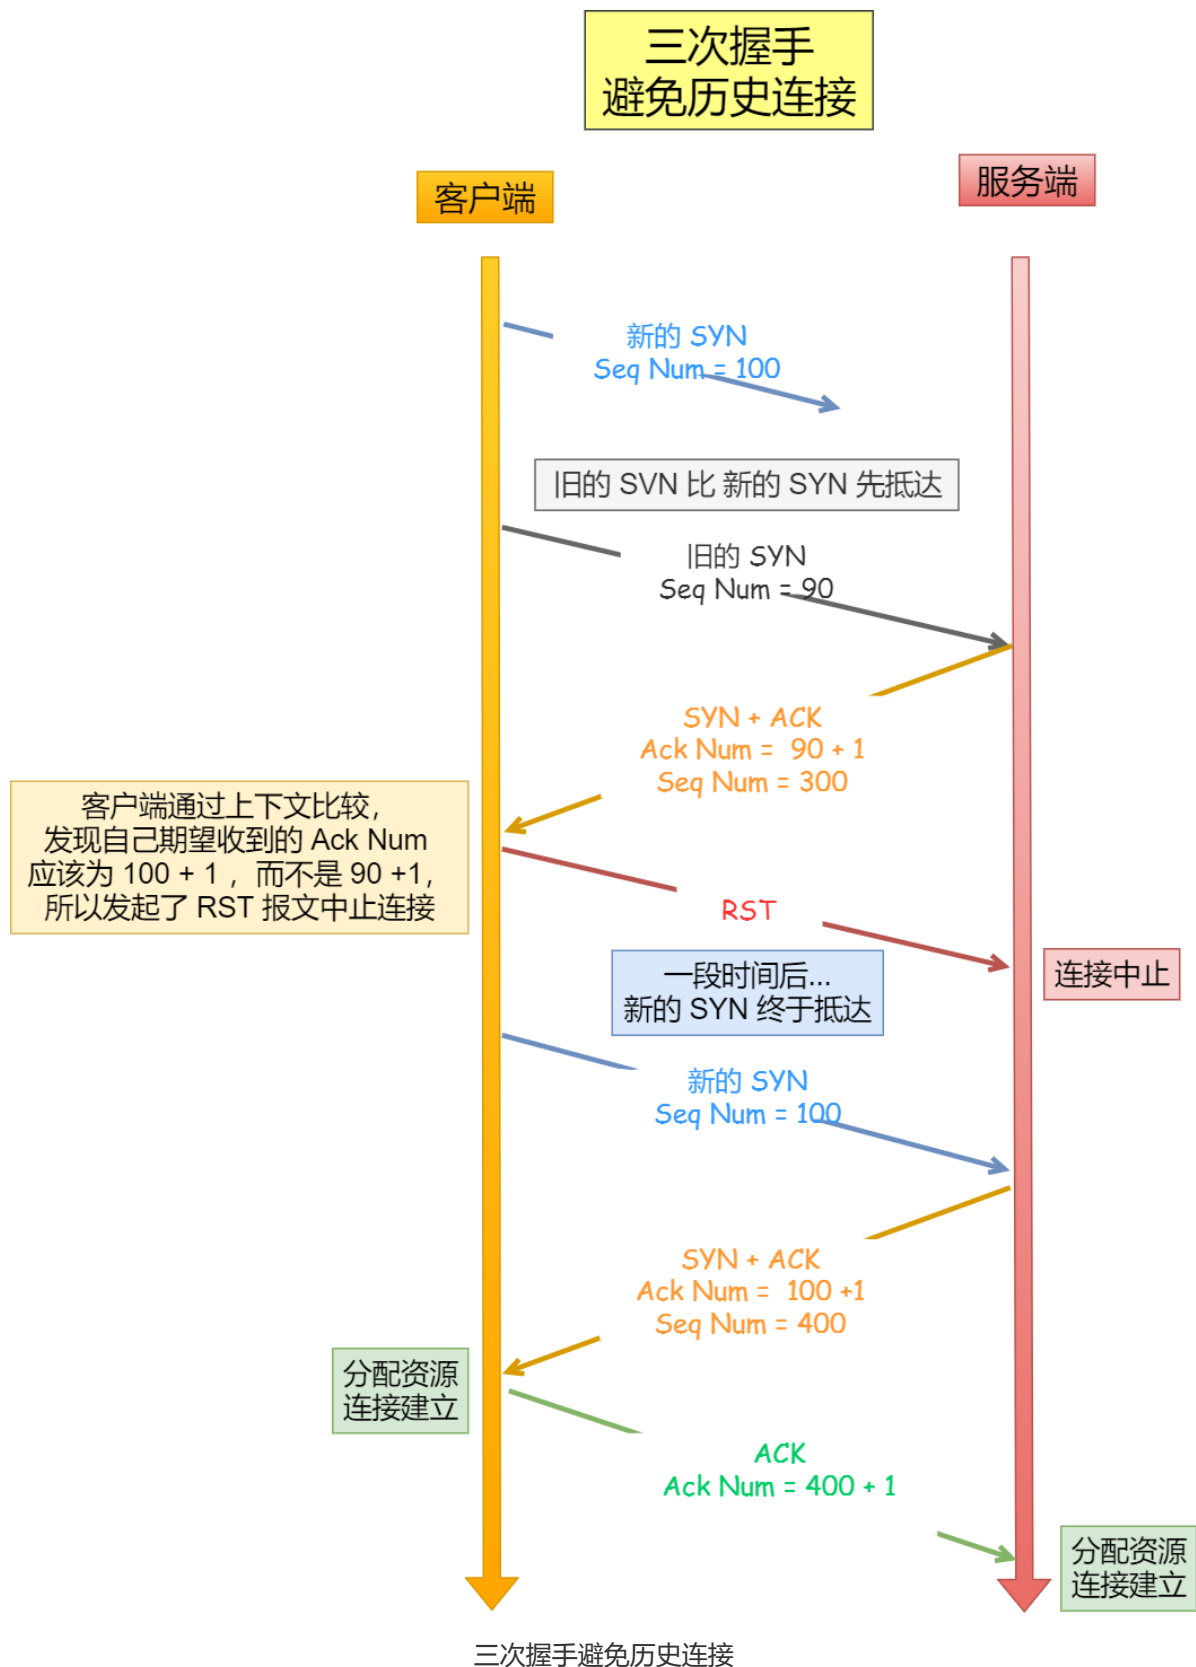 三次握手
避免历史连接
客户端
服务端
新的 SYN
Seq Num = 100
旧的 SVN 比 新的 SYN 先抵达
旧的 SYN
Seq Num = 90
SYN + ACK
Ack Num = 90 + 1
Seq Num = 300
客户端通过上下文比较，
发现自己期望收到的 Ack Num
应该为 100 + 1 ，而不是 90 +1，
所以发起了 RST 报文中止连接
RST
连接中止
一段时间后...
新的 SYN 终于抵达
新的 SYN
Seq Num = 100
SYN + ACK
Ack Num = 100 +1
Seq Num = 400
分配资源
连接建立
ACK
Ack Num = 400 + 1
分配资源
连接建立
三次握手避免历史连接